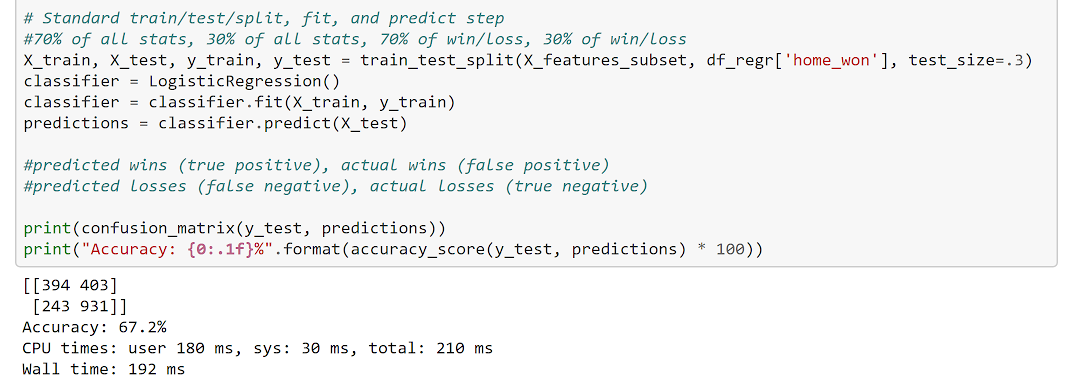 # Standard train/test/split, fit, and predict step
#70% of all stats, 30% of all stats, 70% of win/loss, 30% of win/loss
X_train, X_test, y_train, y_test = train_test_split(X_features_subset, df_regr['home_won'], test_size=.3)
classifier = LogisticRegression()
classifier = classifier.fit(X_train, y_train)
predictions = classifier.predict(X_test)
#predicted wins (true positive), actual wins (false positive)
#predicted losses (false negative), actual losses (true negative)
print(confusion_matrix(y_test, predictions))
print("Accuracy: {0:.1f}%".format(accuracy_score(y_test, predictions) * 100))
[[394 403]
 [243 931]]
Accuracy: 67.2%
CPU times: user 180 ms, sys: 30 ms, total: 210 ms
Wall time: 192 ms